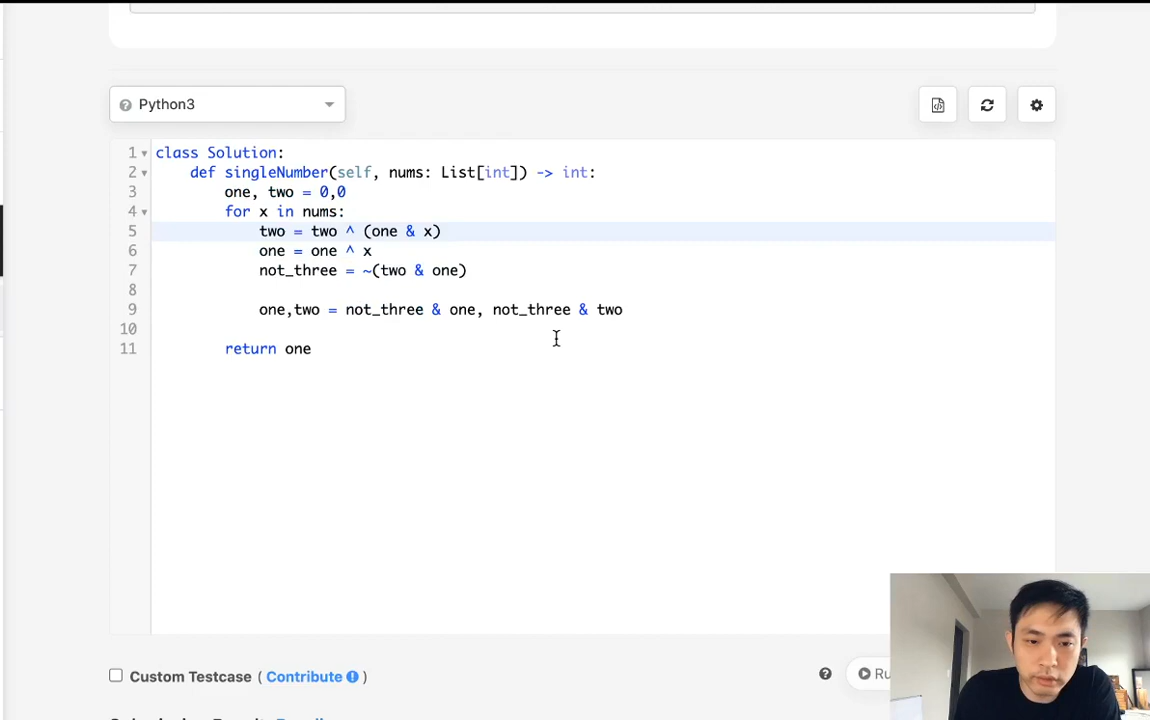 Python3
1 class Solution:
2 def singleNumber(self, nums: List[int]) -> int:
3 one, two = 0,0
4 for x in nums:
5 two = two ^ (one & x)
6 one = one ^ x
7 not_three = ~(two & one)
8
9 one,two = not_three & one, not_three & two
10
11 return one
Custom Testcase ( Contribute )